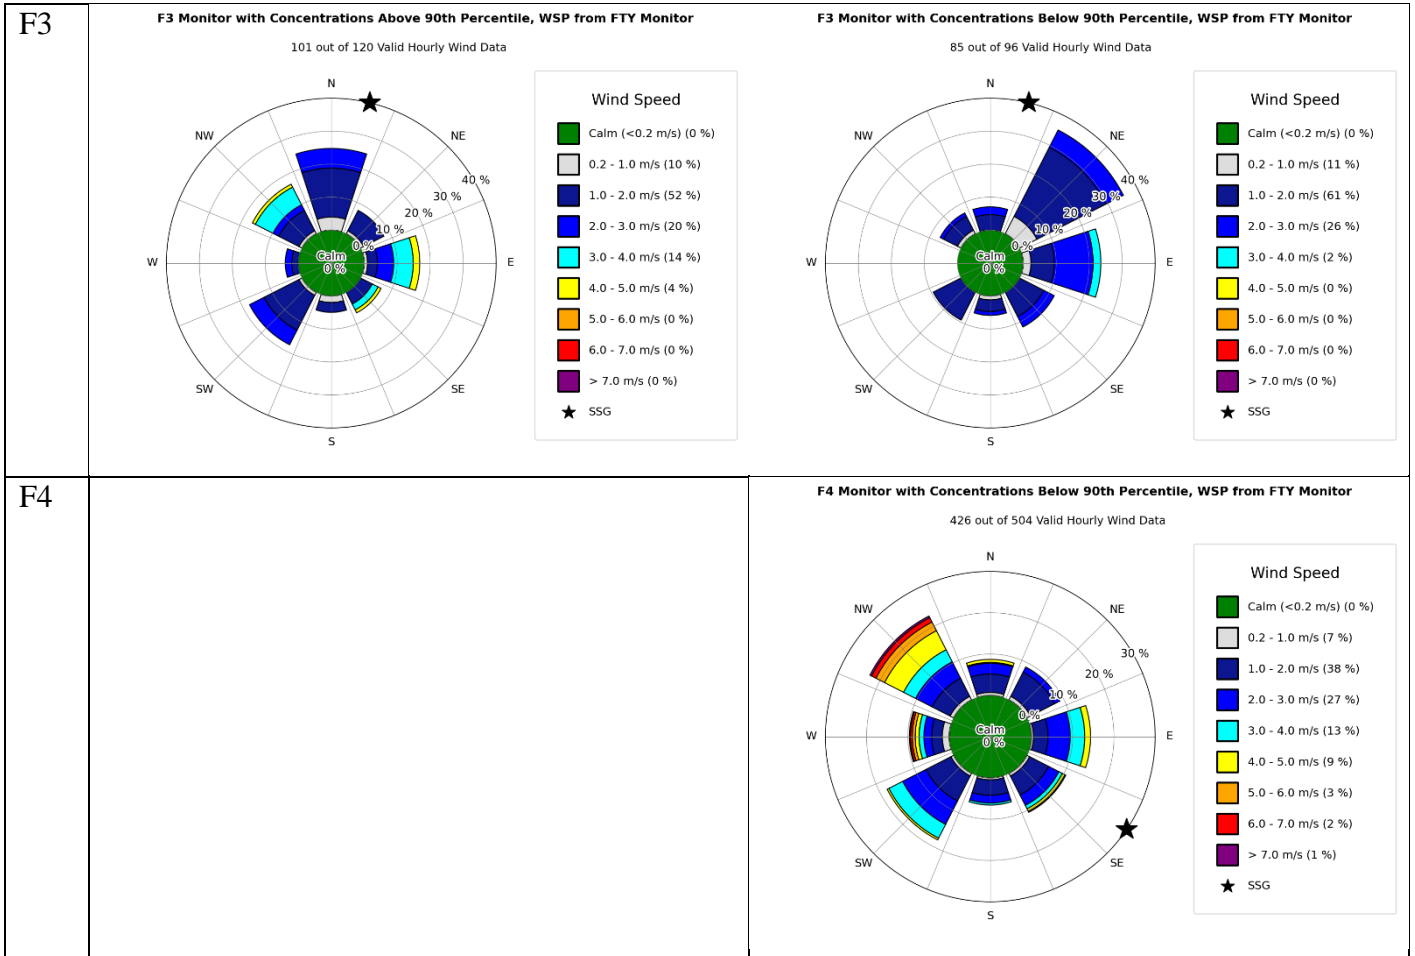 F3
F3 Monitor with Concentrations Above 90th Percentile, WSP from FTY Monitor
101 out of 120 Valid Hourly Wind Data
N
NW
NE
40 %
30 %
20 %
10 %
0 %
Calm
0 %
W
E
SW
SE
S
Wind Speed
Calm (<0.2 m/s) (0 %)
0.2 - 1.0 m/s (10 %)
1.0 - 2.0 m/s (52 %)
2.0 - 3.0 m/s (20 %)
3.0 - 4.0 m/s (14 %)
4.0 - 5.0 m/s (4 %)
5.0 - 6.0 m/s (0 %)
6.0 - 7.0 m/s (0 %)
> 7.0 m/s (0 %)
SSG
F3 Monitor with Concentrations Below 90th Percentile, WSP from FTY Monitor
85 out of 96 Valid Hourly Wind Data
N
NW
NE
40 %
30 %
20 %
10 %
0 %
Calm
0 %
W
E
SW
SE
S
Wind Speed
Calm (<0.2 m/s) (0 %)
0.2 - 1.0 m/s (11 %)
1.0 - 2.0 m/s (61 %)
2.0 - 3.0 m/s (26 %)
3.0 - 4.0 m/s (2 %)
4.0 - 5.0 m/s (0 %)
5.0 - 6.0 m/s (0 %)
6.0 - 7.0 m/s (0 %)
> 7.0 m/s (0 %)
SSG
F4
F4 Monitor with Concentrations Below 90th Percentile, WSP from FTY Monitor
426 out of 504 Valid Hourly Wind Data
N
NW
NE
30 %
20 %
10 %
0 %
Calm
0 %
W
E
SW
SE
S
Wind Speed
Calm (<0.2 m/s) (0 %)
0.2 - 1.0 m/s (7 %)
1.0 - 2.0 m/s (38 %)
2.0 - 3.0 m/s (27 %)
3.0 - 4.0 m/s (13 %)
4.0 - 5.0 m/s (9 %)
5.0 - 6.0 m/s (3 %)
6.0 - 7.0 m/s (2 %)
> 7.0 m/s (1 %)
SSG